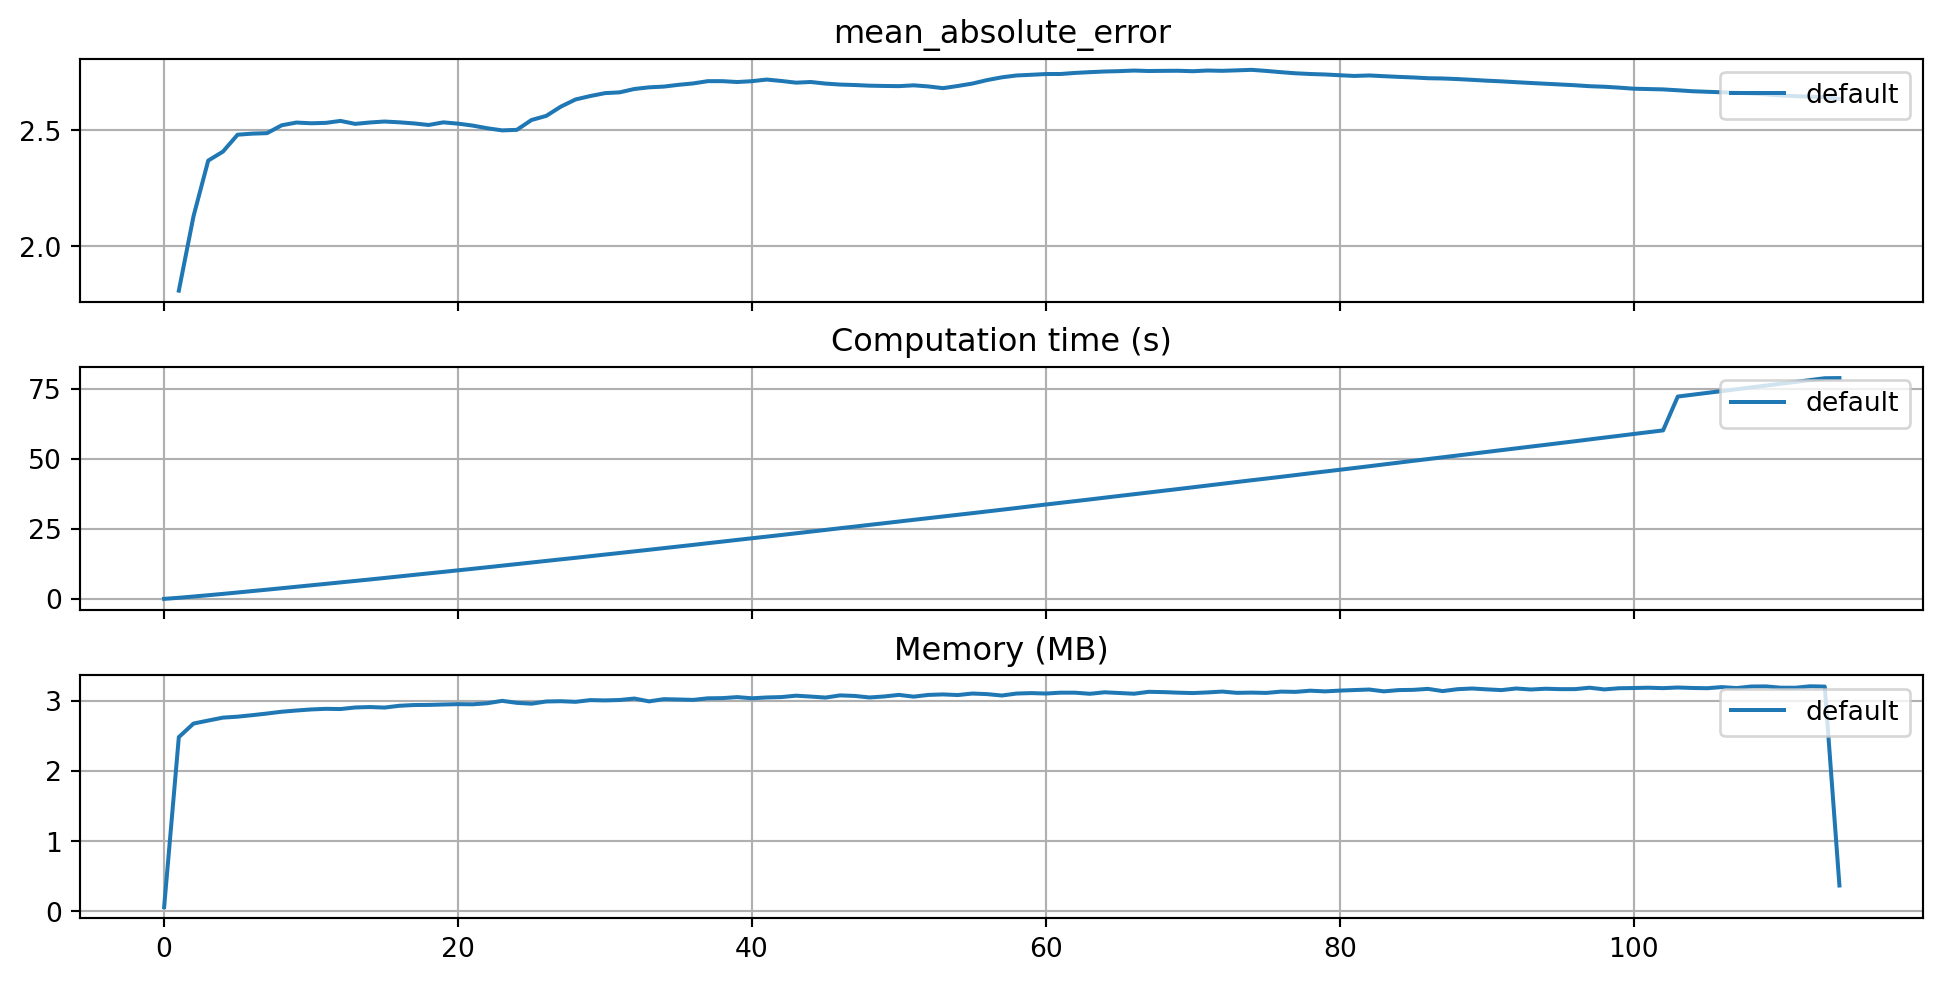 mean_absolute_error
2.5
2.0
default
Computation time (s)
75
50
25
0
default
Memory (MB)
3
2
1
0
default
0 20 40 60 80 100